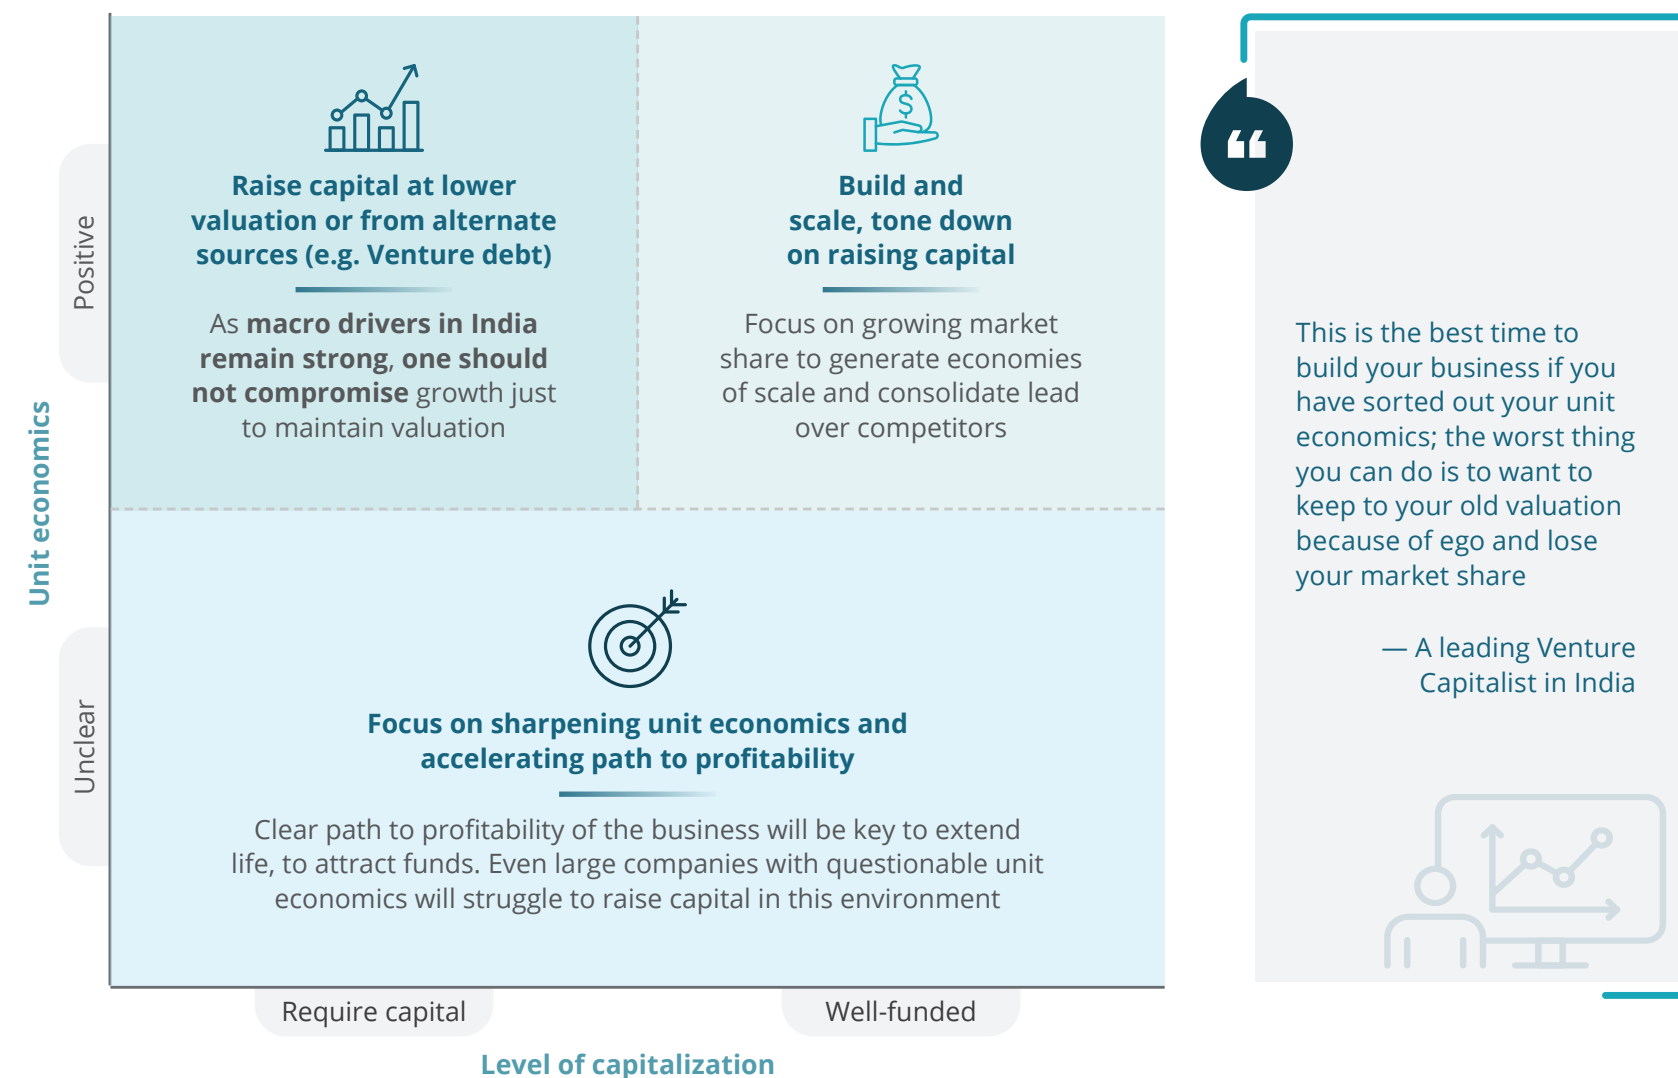 Unit economics
Positive
Unclear
Raise capital at lower
valuation or from alternate
sources (e.g. Venture debt)
As macro drivers in India
remain strong, one should
not compromise growth just
to maintain valuation
$
Build and
scale, tone down
on raising capital
Focus on growing market
share to generate economies
of scale and consolidate lead
over competitors
Focus on sharpening unit economics and
accelerating path to profitability
Clear path to profitability of the business will be key to extend
life, to attract funds. Even large companies with questionable unit
economics will struggle to raise capital in this environment
Require capital
Well-funded
Level of capitalization
“
This is the best time to
build your business if you
have sorted out your unit
economics; the worst thing
you can do is to want to
keep to your old valuation
because of ego and lose
your market share
— A leading Venture
Capitalist in India